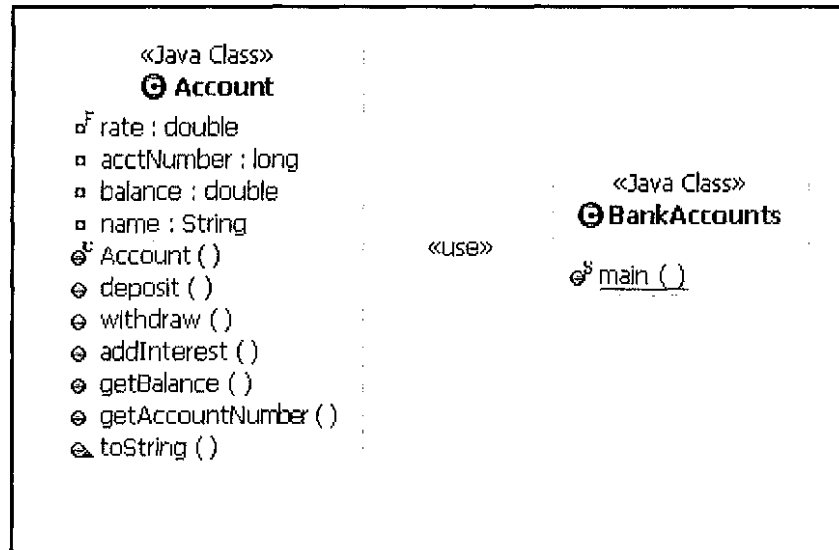 «Java Class»
Account
F rate : double
acctNumber : long
balance : double
name : String
C Account ( )
deposit ( )
withdraw ( )
addInterest ( )
getBalance ( )
getAccountNumber ( )
toString ( )
«use»
«Java Class»
BankAccounts
S main ( )